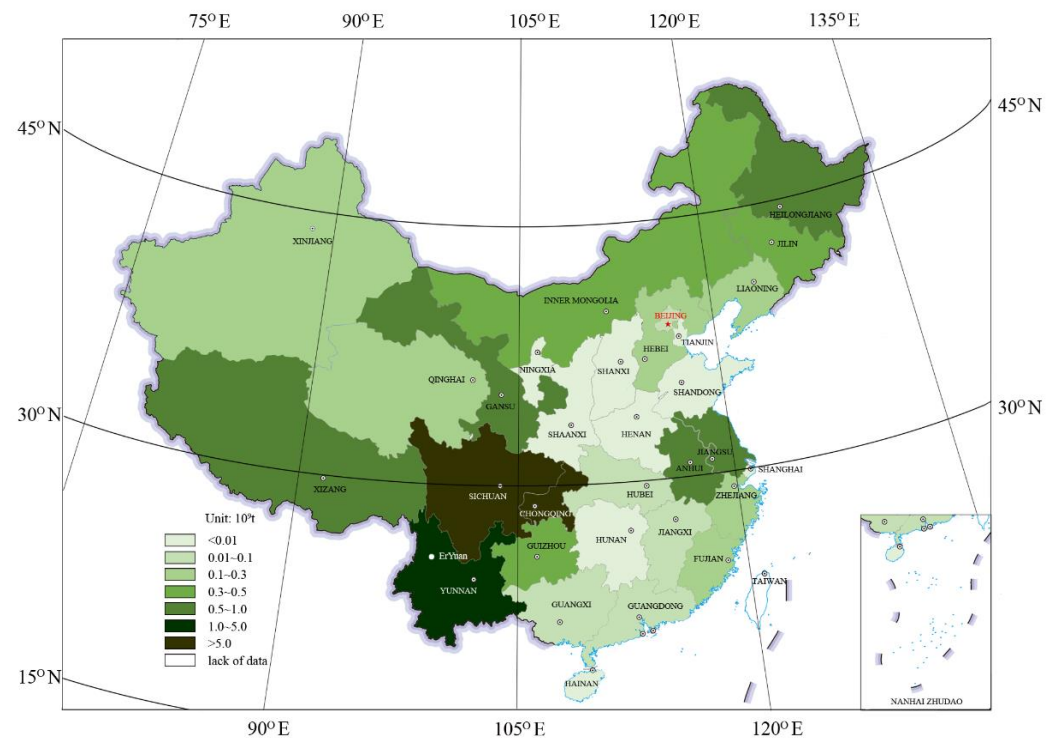 75° E 90° E 105° E 120° E 135° E
45° N 45° N
HEILONGJIANG
XINJIANG
JILIN
LIAONING
INNER MONGOLIA
BEIJING
TIANJIN
HEBEI
NINGXIA
SHANXI
QINGHAI
SHANDONG
GANSU
30° N 30° N
HENAN
SHAANXI
JIANGSU
ANHUI
SHANGHAI
XIZANG
SICHUAN
HUBEI
ZHEJIANG
CHONGQING
JIANGXI
HUNAN
GUIZHOU
ErYuan
FUJIAN
TAIWAN
YUNNAN
GUANGXI
GUANGDONG
HAINAN
Unit: 10⁹t
<0.01
0.01~0.1
0.1~0.3
0.3~0.5
0.5~1.0
1.0~5.0
>5.0
lack of data
15° N
NANHAI ZHUDAO
90° E 105° E 120° E